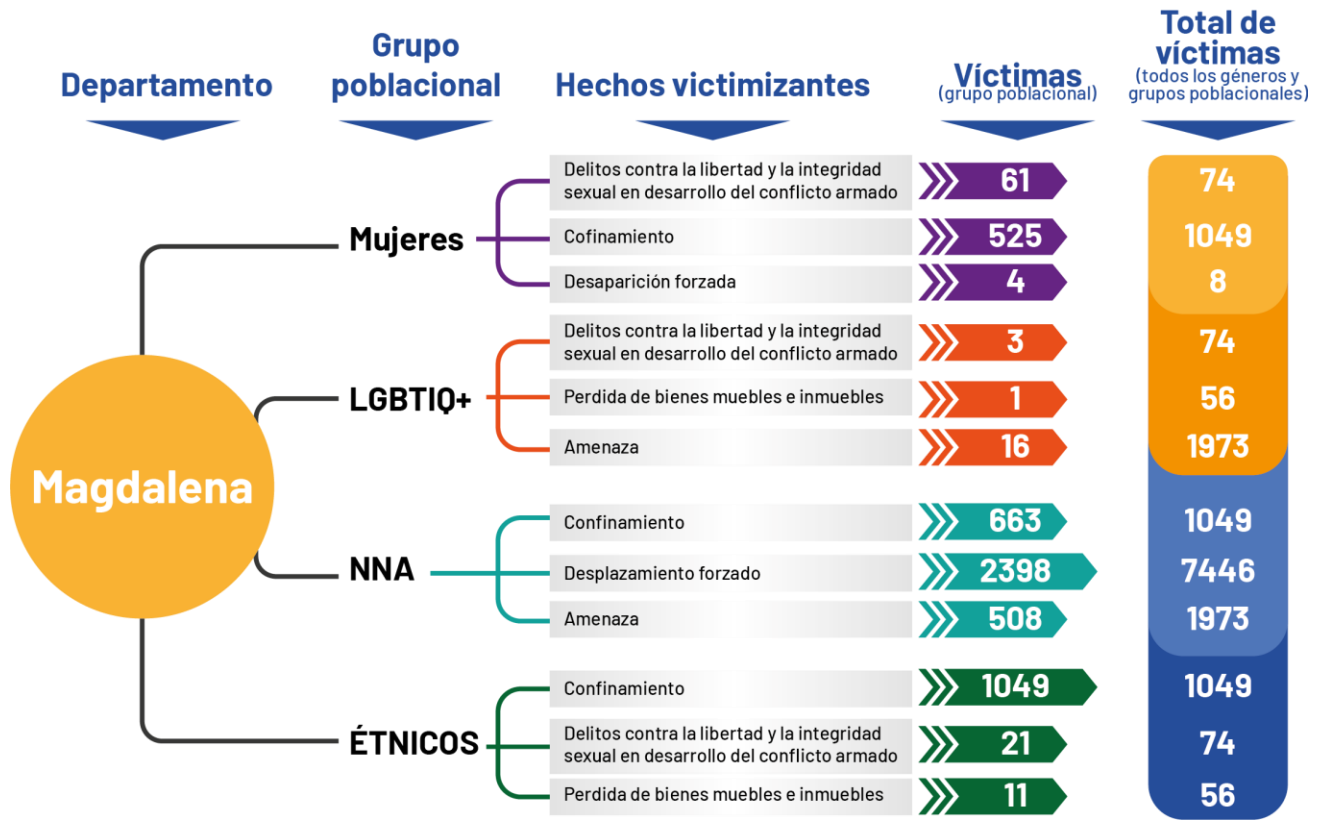 Departamento
Grupo
poblacional
Hechos victimizantes
Víctimas
(grupo poblacional)
Total de
víctimas
(todos los géneros y
grupos poblacionales)
Magdalena
Mujeres
Delitos contra la libertad y la integridad
sexual en desarrollo del conflicto armado
61
74
Cofinamiento
525
1049
Desaparición forzada
4
8
LGBTIQ+
Delitos contra la libertad y la integridad
sexual en desarrollo del conflicto armado
3
74
Perdida de bienes muebles e inmuebles
1
56
Amenaza
16
1973
NNA
Confinamiento
663
1049
Desplazamiento forzado
2398
7446
Amenaza
508
1973
ÉTNICOS
Confinamiento
1049
1049
Delitos contra la libertad y la integridad
sexual en desarrollo del conflicto armado
21
74
Perdida de bienes muebles e inmuebles
11
56